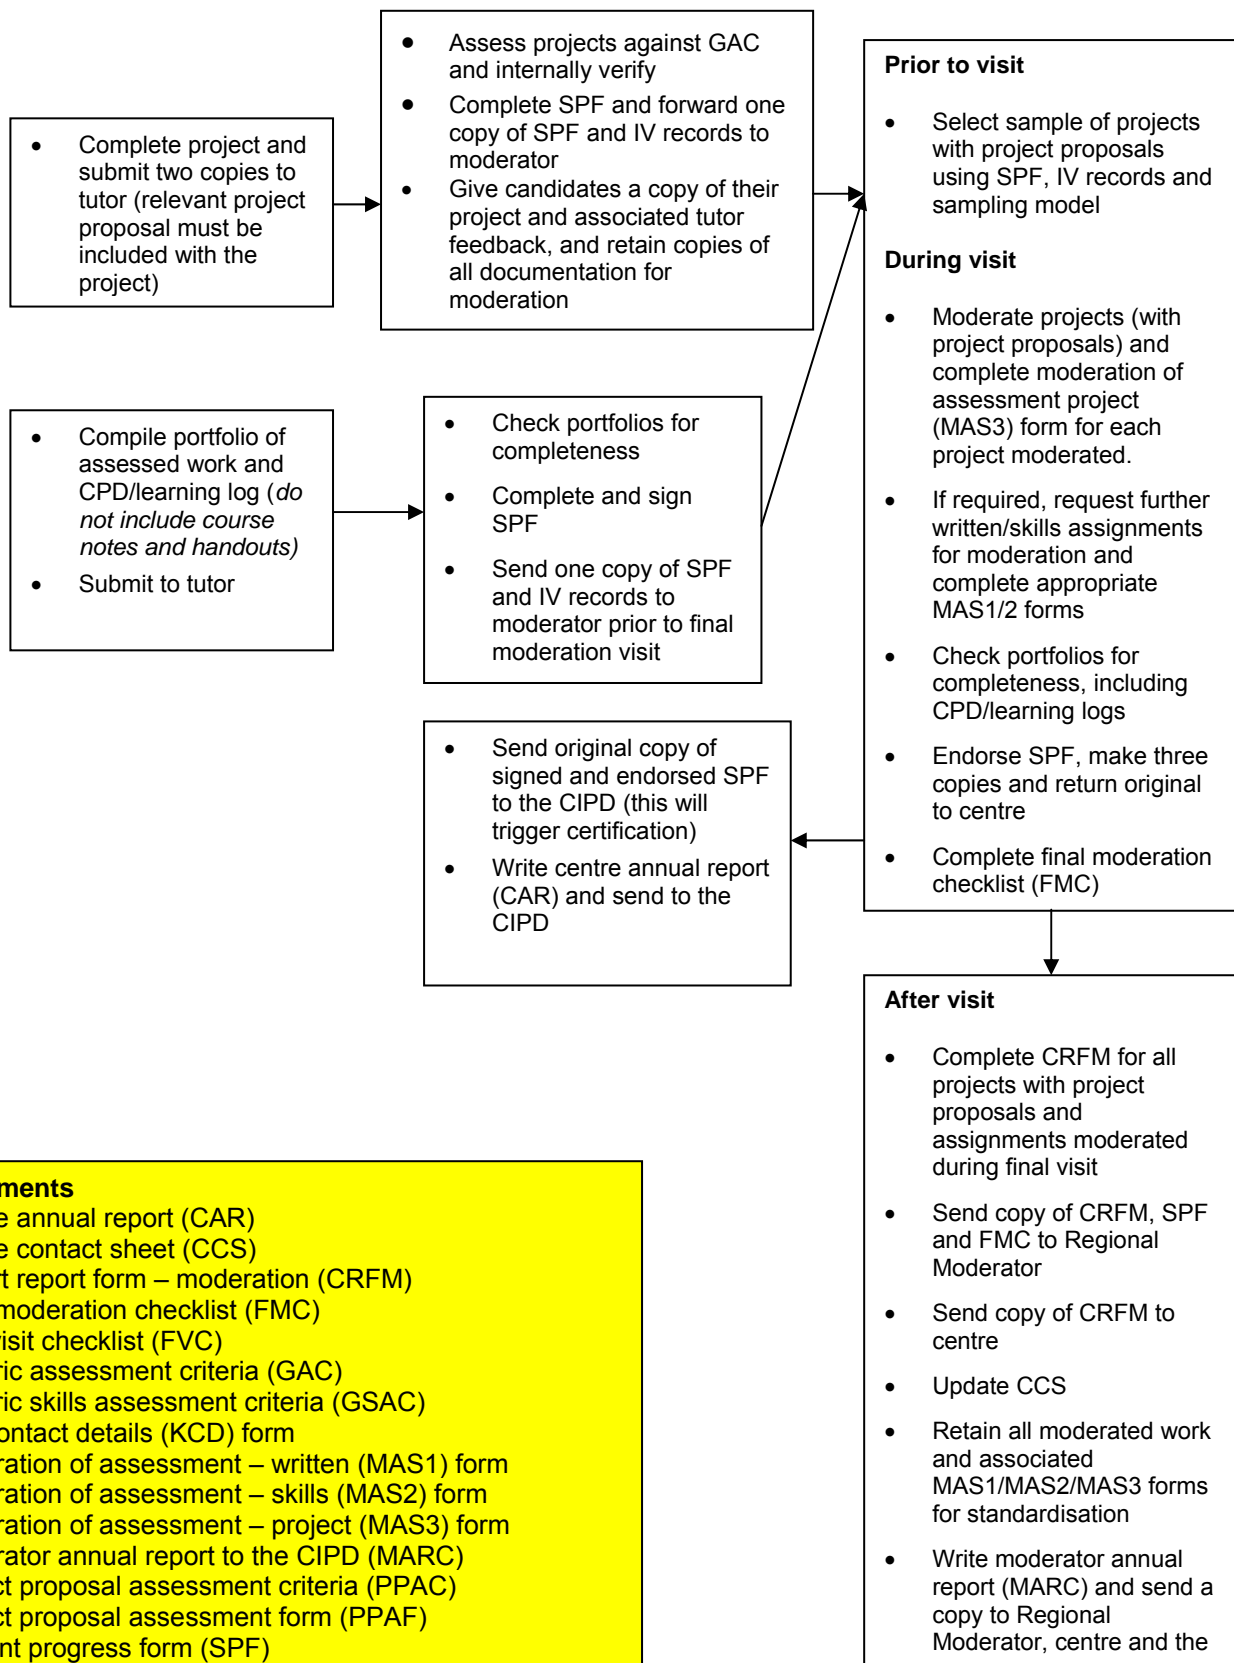 • Complete project and
submit two copies to
tutor (relevant project
proposal must be
included with the
project)
• Assess projects against GAC
and internally verify
• Complete SPF and forward one
copy of SPF and IV records to
moderator
• Give candidates a copy of their
project and associated tutor
feedback, and retain copies of
all documentation for
moderation
Prior to visit
• Select sample of projects
with project proposals
using SPF, IV records and
sampling model
During visit
• Moderate projects (with
project proposals) and
complete moderation of
assessment project
(MAS3) form for each
project moderated.
• If required, request further
written/skills assignments
for moderation and
complete appropriate
MAS1/2 forms
• Check portfolios for
completeness, including
CPD/learning logs
• Endorse SPF, make three
copies and return original
to centre
• Complete final moderation
checklist (FMC)
• Compile portfolio of
assessed work and
CPD/learning log (do
not include course
notes and handouts)
• Submit to tutor
• Check portfolios for
completeness
• Complete and sign
SPF
• Send one copy of SPF
and IV records to
moderator prior to final
moderation visit
• Send original copy of
signed and endorsed SPF
to the CIPD (this will
trigger certification)
• Write centre annual report
(CAR) and send to the
CIPD
After visit
• Complete CRFM for all
projects with project
proposals and
assignments moderated
during final visit
• Send copy of CRFM, SPF
and FMC to Regional
Moderator
• Send copy of CRFM to
centre
• Update CCS
• Retain all moderated work
and associated
MAS1/MAS2/MAS3 forms
for standardisation
• Write moderator annual
report (MARC) and send a
copy to Regional
Moderator, centre and the
ments
e annual report (CAR)
e contact sheet (CCS)
rt report form – moderation (CRFM)
moderation checklist (FMC)
visit checklist (FVC)
ric assessment criteria (GAC)
ric skills assessment criteria (GSAC)
ontact details (KCD) form
ration of assessment – written (MAS1) form
ration of assessment – skills (MAS2) form
ration of assessment – project (MAS3) form
rator annual report to the CIPD (MARC)
ct proposal assessment criteria (PPAC)
ct proposal assessment form (PPAF)
nt progress form (SPF)